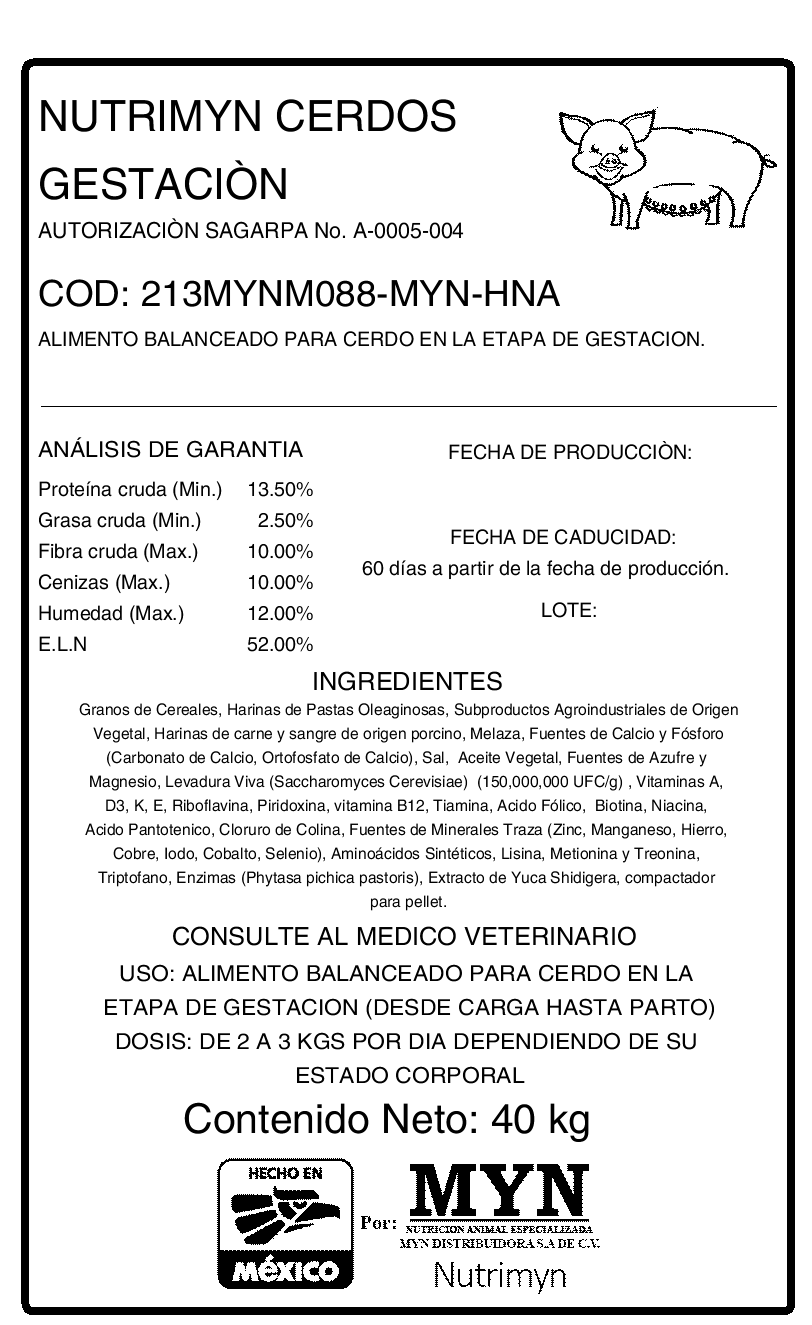 NUTRIMYN CERDOS
GESTACIÒN
AUTORIZACIÒN SAGARPA No. A-0005-004
COD: 213MYNM088-MYN-HNA
ALIMENTO BALANCEADO PARA CERDO EN LA ETAPA DE GESTACION.
ANÁLISIS DE GARANTIA
Proteína cruda (Min.) 13.50%
Grasa cruda (Min.) 2.50%
Fibra cruda (Max.) 10.00%
Cenizas (Max.) 10.00%
Humedad (Max.) 12.00%
E.L.N 52.00%
FECHA DE PRODUCCIÒN:
FECHA DE CADUCIDAD:
60 días a partir de la fecha de producción.
LOTE:
INGREDIENTES
Granos de Cereales, Harinas de Pastas Oleaginosas, Subproductos Agroindustriales de Origen
Vegetal, Harinas de carne y sangre de origen porcino, Melaza, Fuentes de Calcio y Fósforo
(Carbonato de Calcio, Ortofosfato de Calcio), Sal, Aceite Vegetal, Fuentes de Azufre y
Magnesio, Levadura Viva (Saccharomyces Cerevisiae) (150,000,000 UFC/g) , Vitaminas A,
D3, K, E, Riboflavina, Piridoxina, vitamina B12, Tiamina, Acido Fólico, Biotina, Niacina,
Acido Pantotenico, Cloruro de Colina, Fuentes de Minerales Traza (Zinc, Manganeso, Hierro,
Cobre, Iodo, Cobalto, Selenio), Aminoácidos Sintéticos, Lisina, Metionina y Treonina,
Triptofano, Enzimas (Phytasa pichica pastoris), Extracto de Yuca Shidigera, compactador
para pellet.
CONSULTE AL MEDICO VETERINARIO
USO: ALIMENTO BALANCEADO PARA CERDO EN LA
ETAPA DE GESTACION (DESDE CARGA HASTA PARTO)
DOSIS: DE 2 A 3 KGS POR DIA DEPENDIENDO DE SU
ESTADO CORPORAL
Contenido Neto: 40 kg
HECHO EN
MéXICO
Por:
MYN
NUTRICION ANIMAL ESPECIALIZADA
MYN DISTRIBUIDORA S.A DE C.V.
Nutrimyn